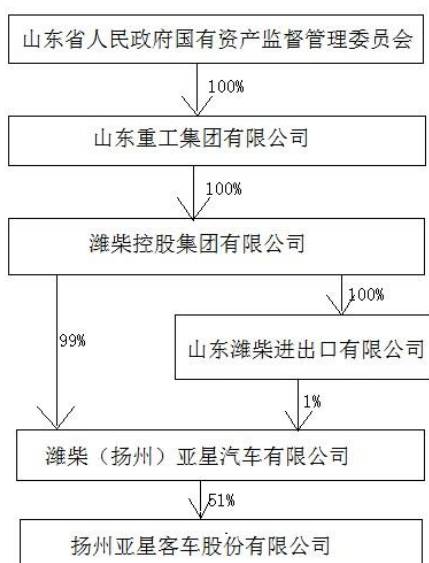 山东省人民政府国有资产监督管理委员会
100%
山东重工集团有限公司
100%
潍柴控股集团有限公司
100%
99%
山东潍柴进出口有限公司
1%
潍柴（扬州）亚星汽车有限公司
51%
扬州亚星客车股份有限公司